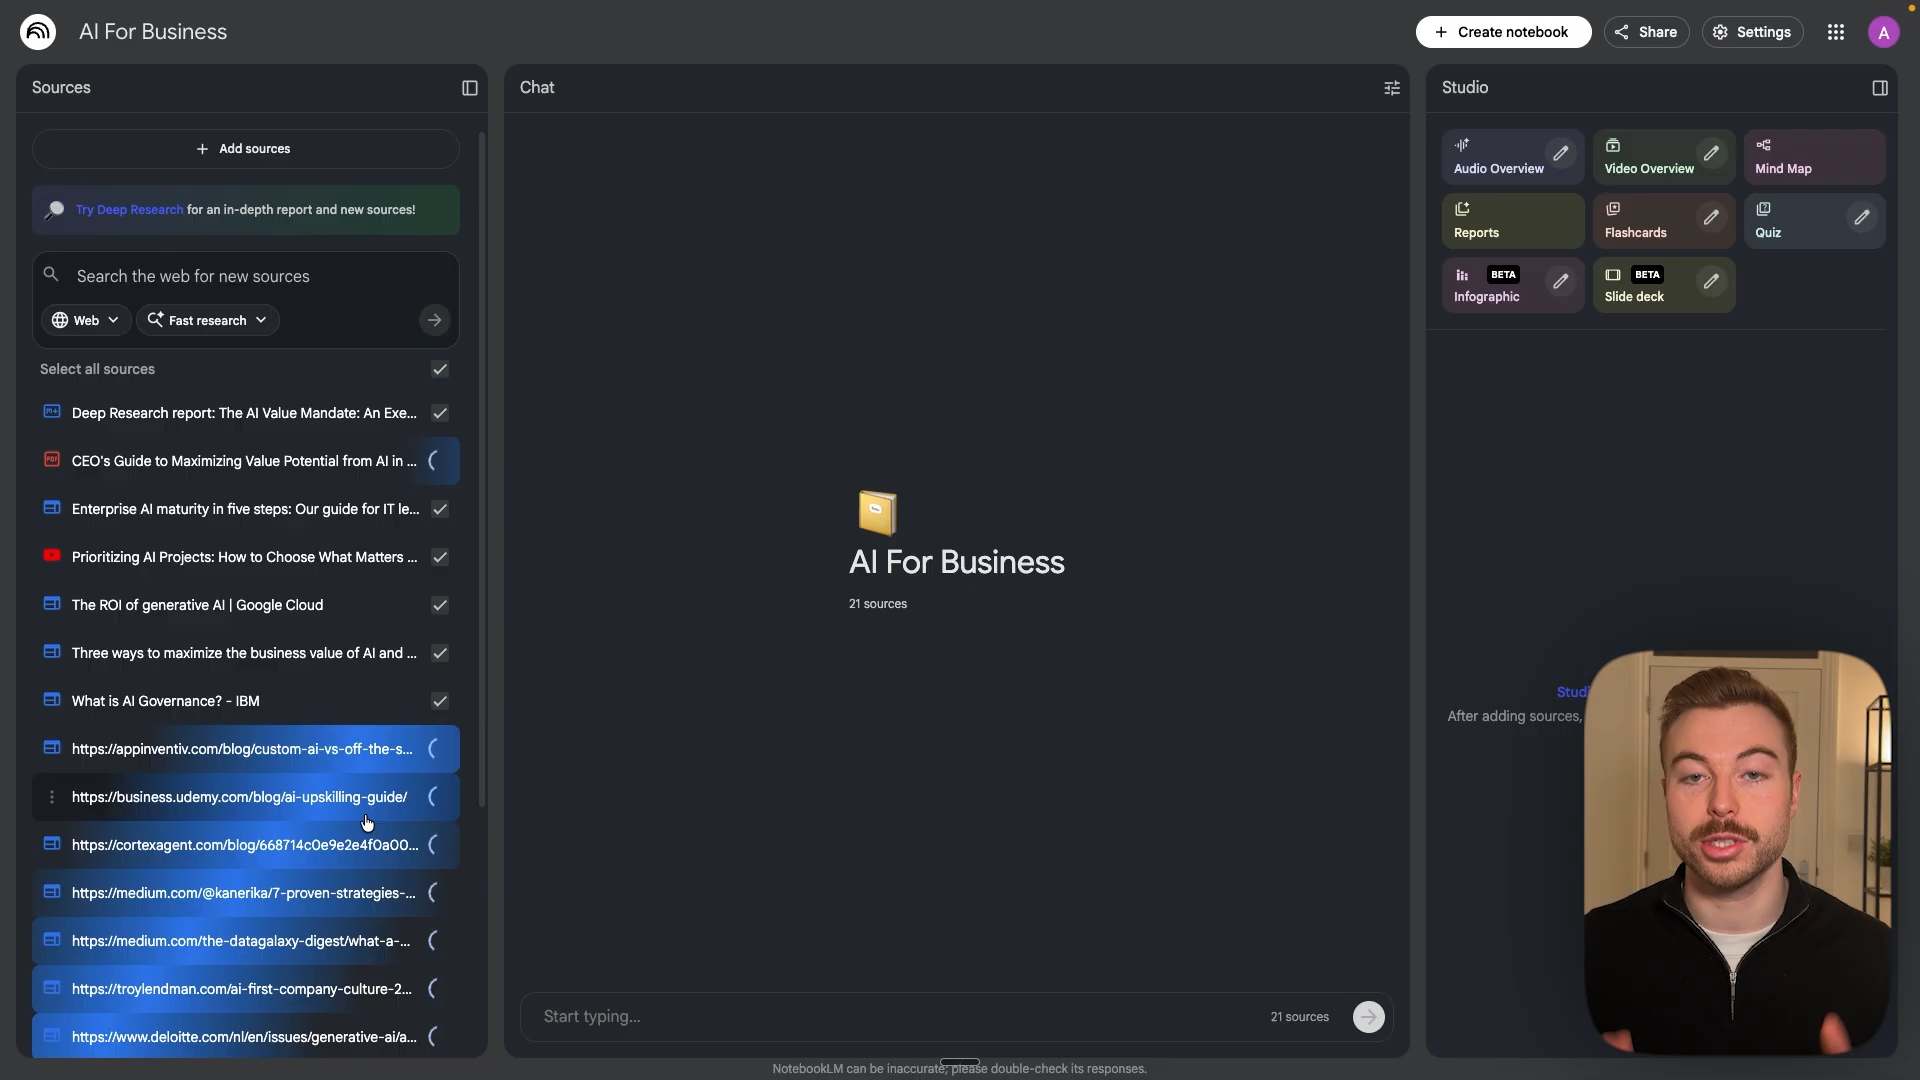 AI For Business
Create notebook
Share
Settings
A
Sources
Add sources
Try Deep Research for an in-depth report and new sources!
Search the web for new sources
Web
Fast research
Select all sources
Deep Research report: The AI Value Mandate: An Exe...
CEO's Guide to Maximizing Value Potential from AI in ...
Enterprise AI maturity in five steps: Our guide for IT le...
Prioritizing AI Projects: How to Choose What Matters ...
The ROI of generative AI | Google Cloud
Three ways to maximize the business value of AI and ...
What is AI Governance? - IBM
https://appinventiv.com/blog/custom-ai-vs-off-the-s...
https://business.udemy.com/blog/ai-upskilling-guide/
https://cortexagent.com/blog/668714c0e9e2e4f0a00...
https://medium.com/@kanerika/7-proven-strategies-...
https://medium.com/the-datagalaxy-digest/what-a-...
https://troylendman.com/ai-first-company-culture-2...
https://www.deloitte.com/nl/en/issues/generative-ai/a...
Chat
AI For Business
21 sources
Start typing...
21 sources
Studio
Audio Overview
Video Overview
Mind Map
Reports
Flashcards
Quiz
BETA
Infographic
BETA
Slide deck
Studi
After adding sources,
NotebookLM can be inaccurate; please double-check its responses.